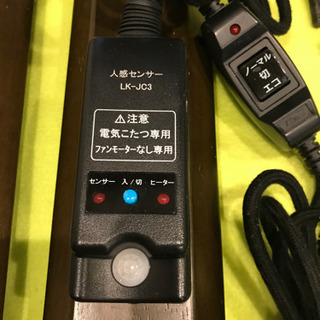 人感センサー
LK-JC3
⚠注意
電気こたつ専用
ファンモーターなし専用
センサー 入/切 ヒーター
ノーマル
切
エコ